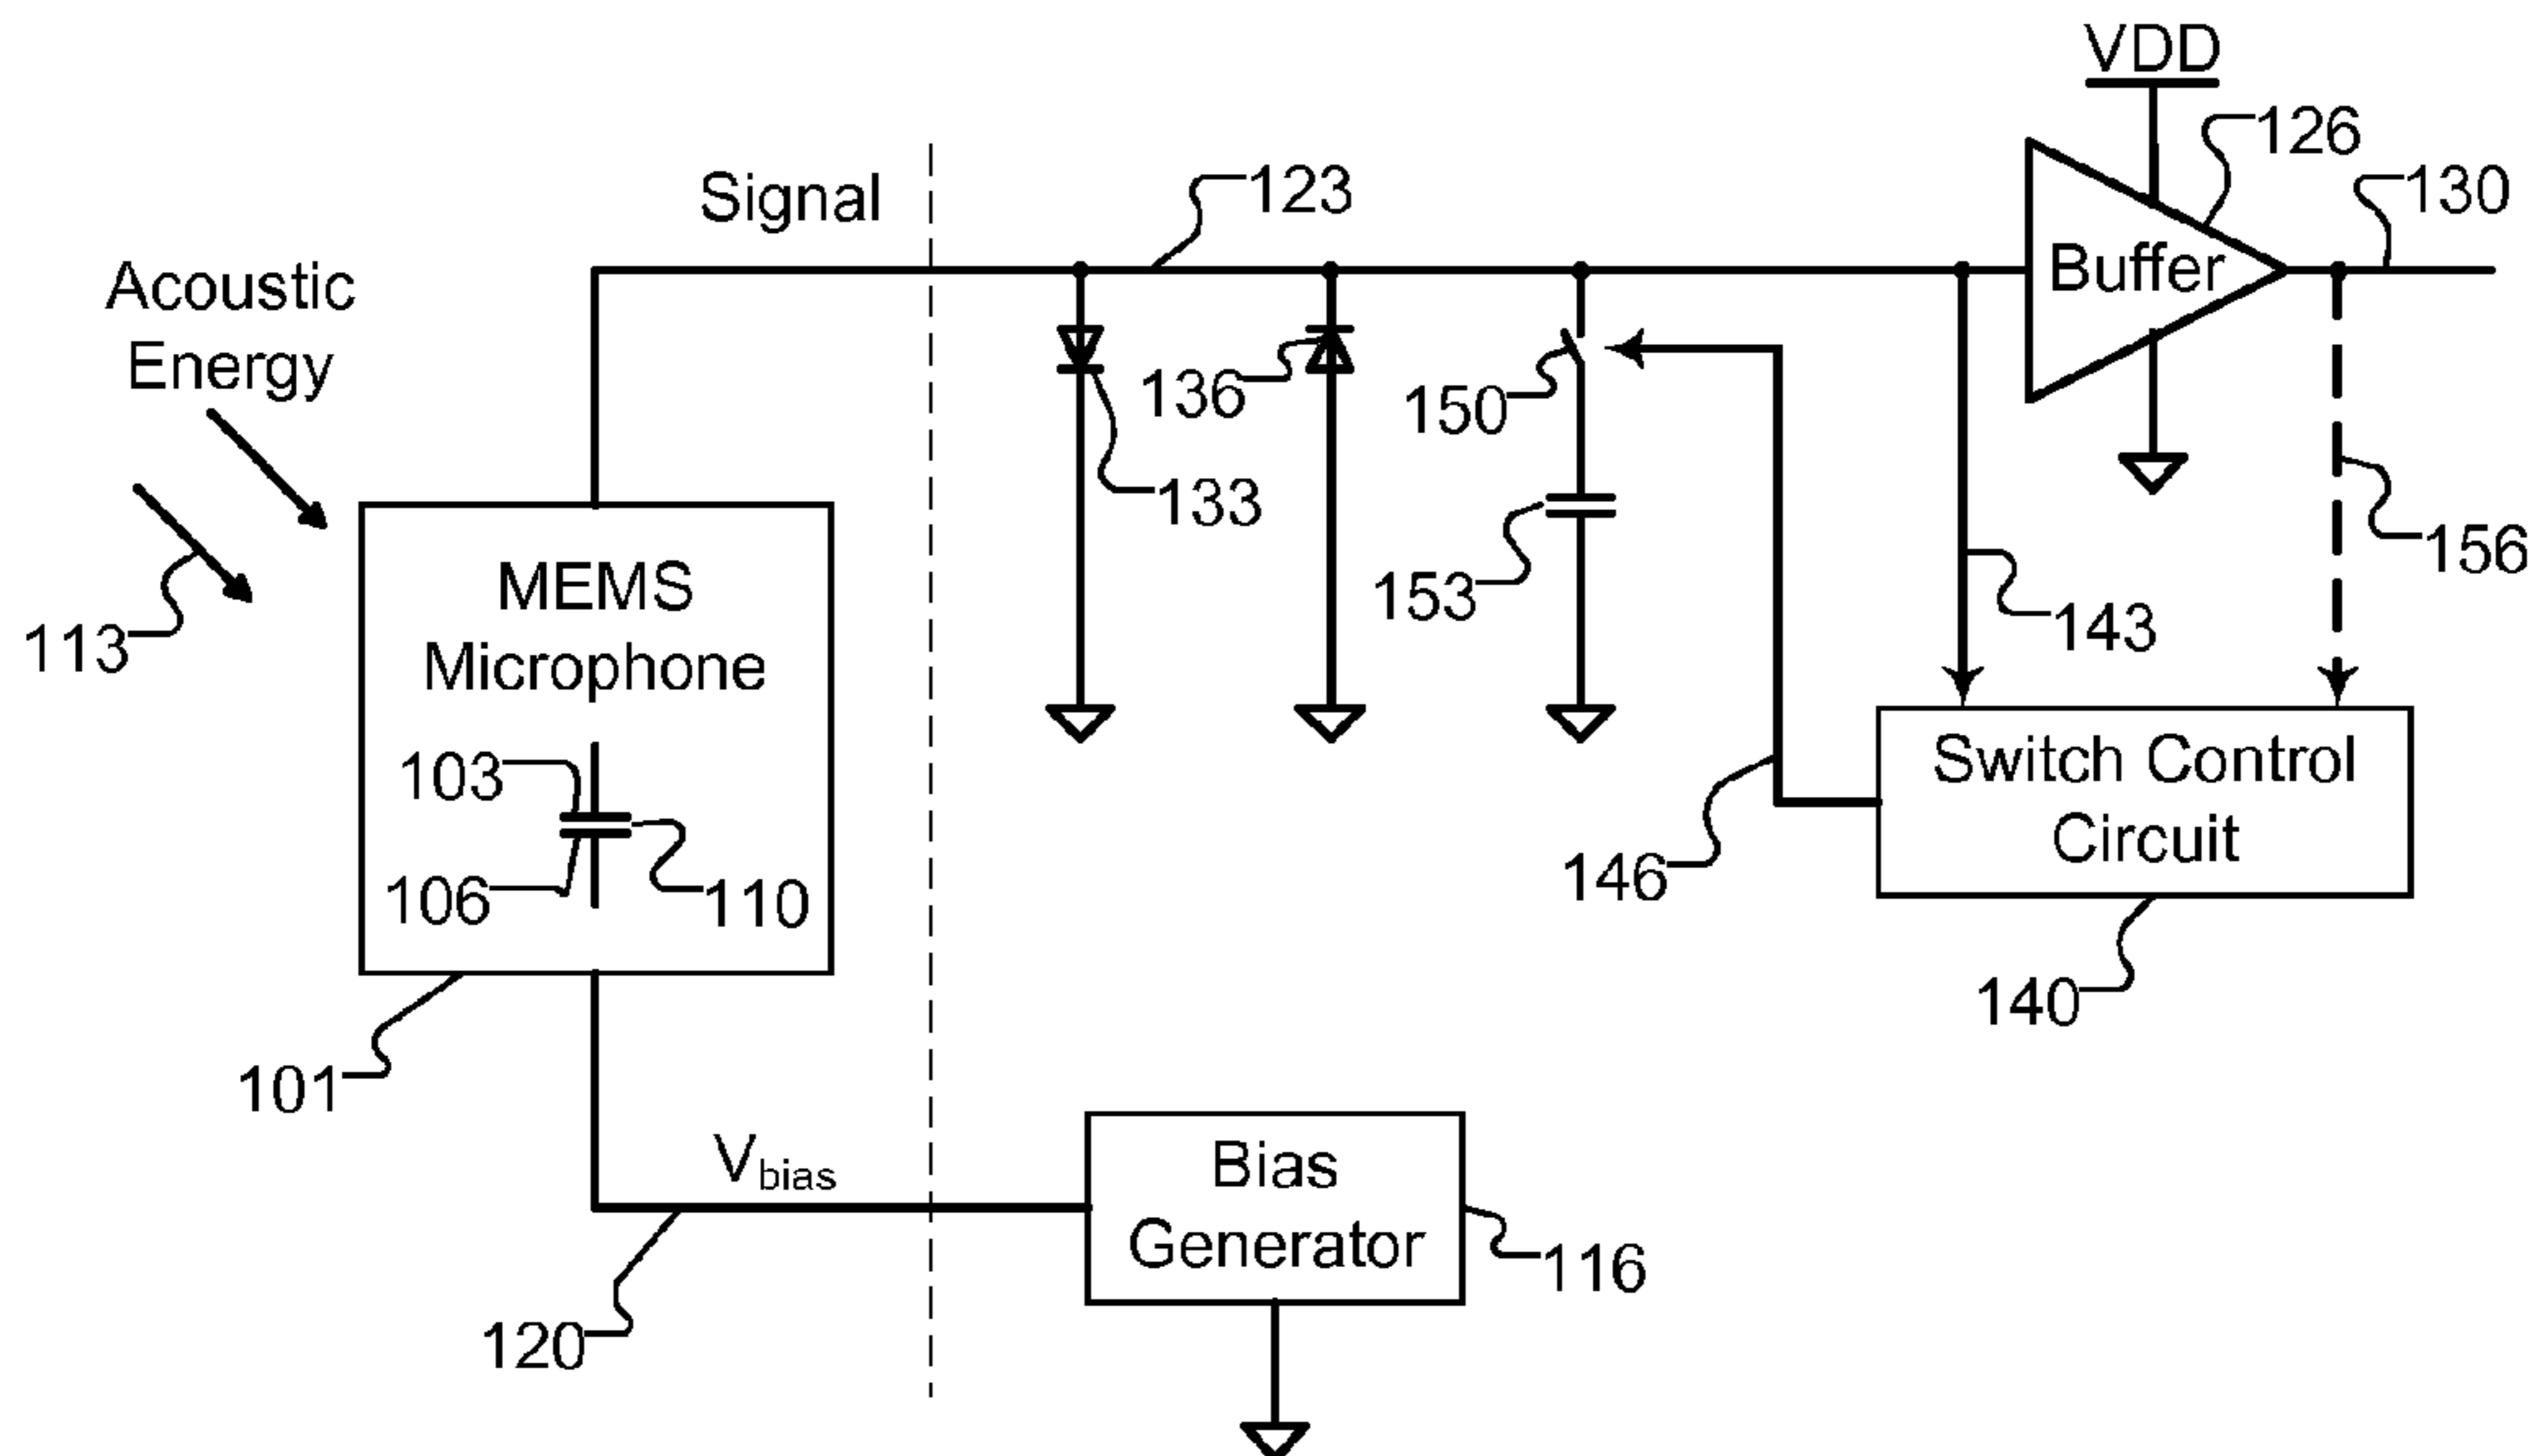 VDD
126
Signal
123
130
Acoustic
Energy
Buffer
136
150
133
156
MEMS
Microphone
153
143
113
103
Switch Control
Circuit
106
110
146
140
101
Vbias
Bias
Generator
116
120